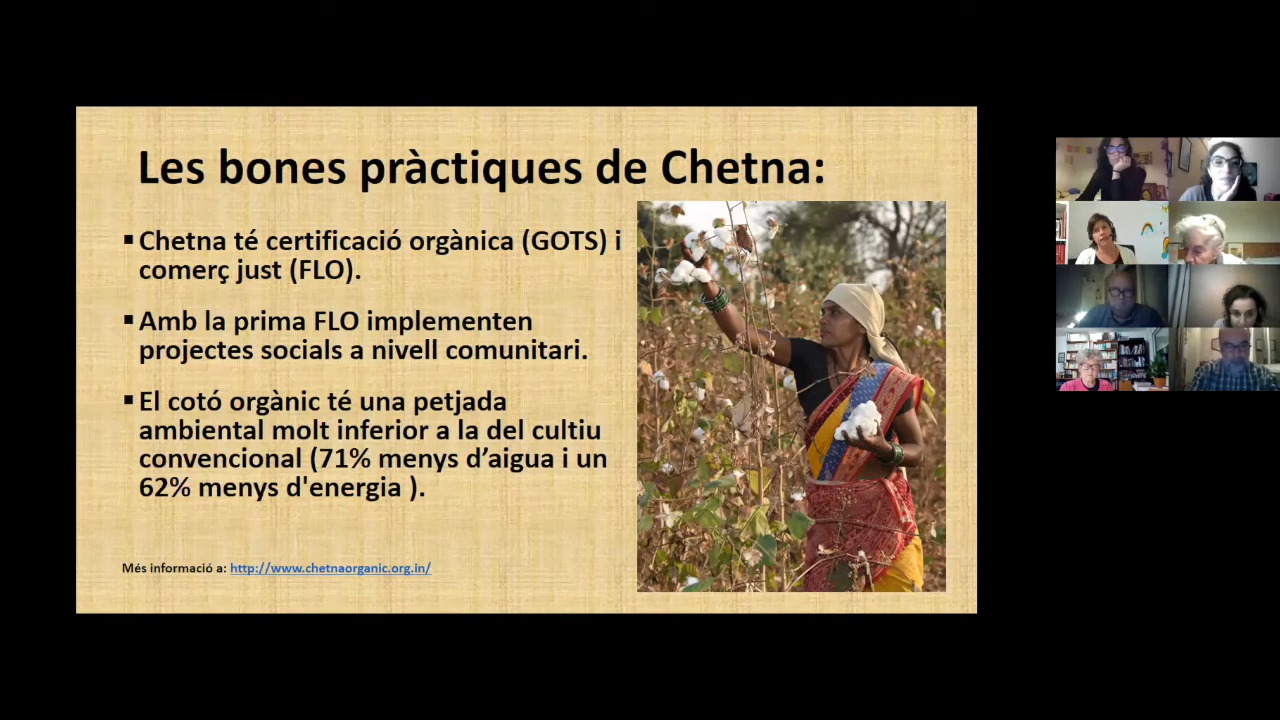 Les bones pràctiques de Chetna:
▪ Chetna té certificació orgànica (GOTS) i
comerç just (FLO).
▪ Amb la prima FLO implementen
projectes socials a nivell comunitari.
▪ El cotó orgànic té una petjada
ambiental molt inferior a la del cultiu
convencional (71% menys d’aigua i un
62% menys d'energia ).
Més informació a: http://www.chetnaorganic.org.in/